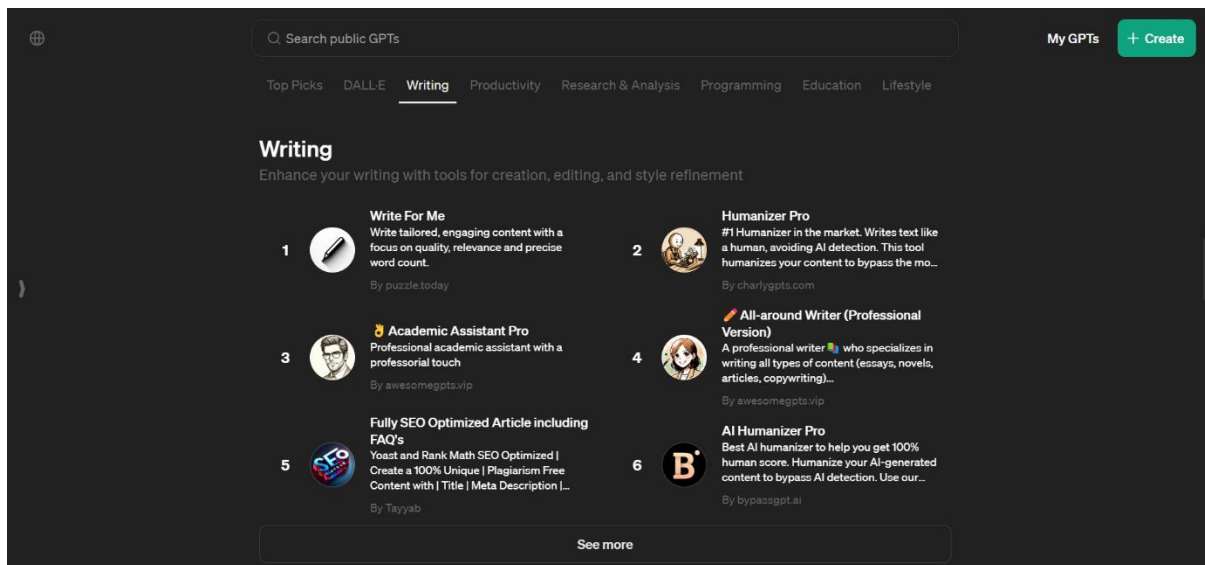 Search public GPTs
My GPTs
+ Create
Top Picks
DALL·E
Writing
Productivity
Research & Analysis
Programming
Education
Lifestyle
Writing
Enhance your writing with tools for creation, editing, and style refinement
1
Write For Me
Write tailored, engaging content with a
focus on quality, relevance and precise
word count.
By puzzle.today
2
Humanizer Pro
#1 Humanizer in the market. Writes text like
a human, avoiding AI detection. This tool
humanizes your content to bypass the mo...
By charlygpts.com
3
👌 Academic Assistant Pro
Professional academic assistant with a
professorial touch
By awesomegpts.vip
4
🖍️ All-around Writer (Professional
Version)
A professional writer📚 who specializes in
writing all types of content (essays, novels,
articles, copywriting)...
By awesomegpts.vip
5
SEO
Fully SEO Optimized Article including
FAQ's
Yoast and Rank Math SEO Optimized |
Create a 100% Unique | Plagiarism Free
Content with | Title | Meta Description |...
By Tayyab
6
B
AI Humanizer Pro
Best AI humanizer to help you get 100%
human score. Humanize your AI-generated
content to bypass AI detection. Use our...
By bypassgpt.ai
See more